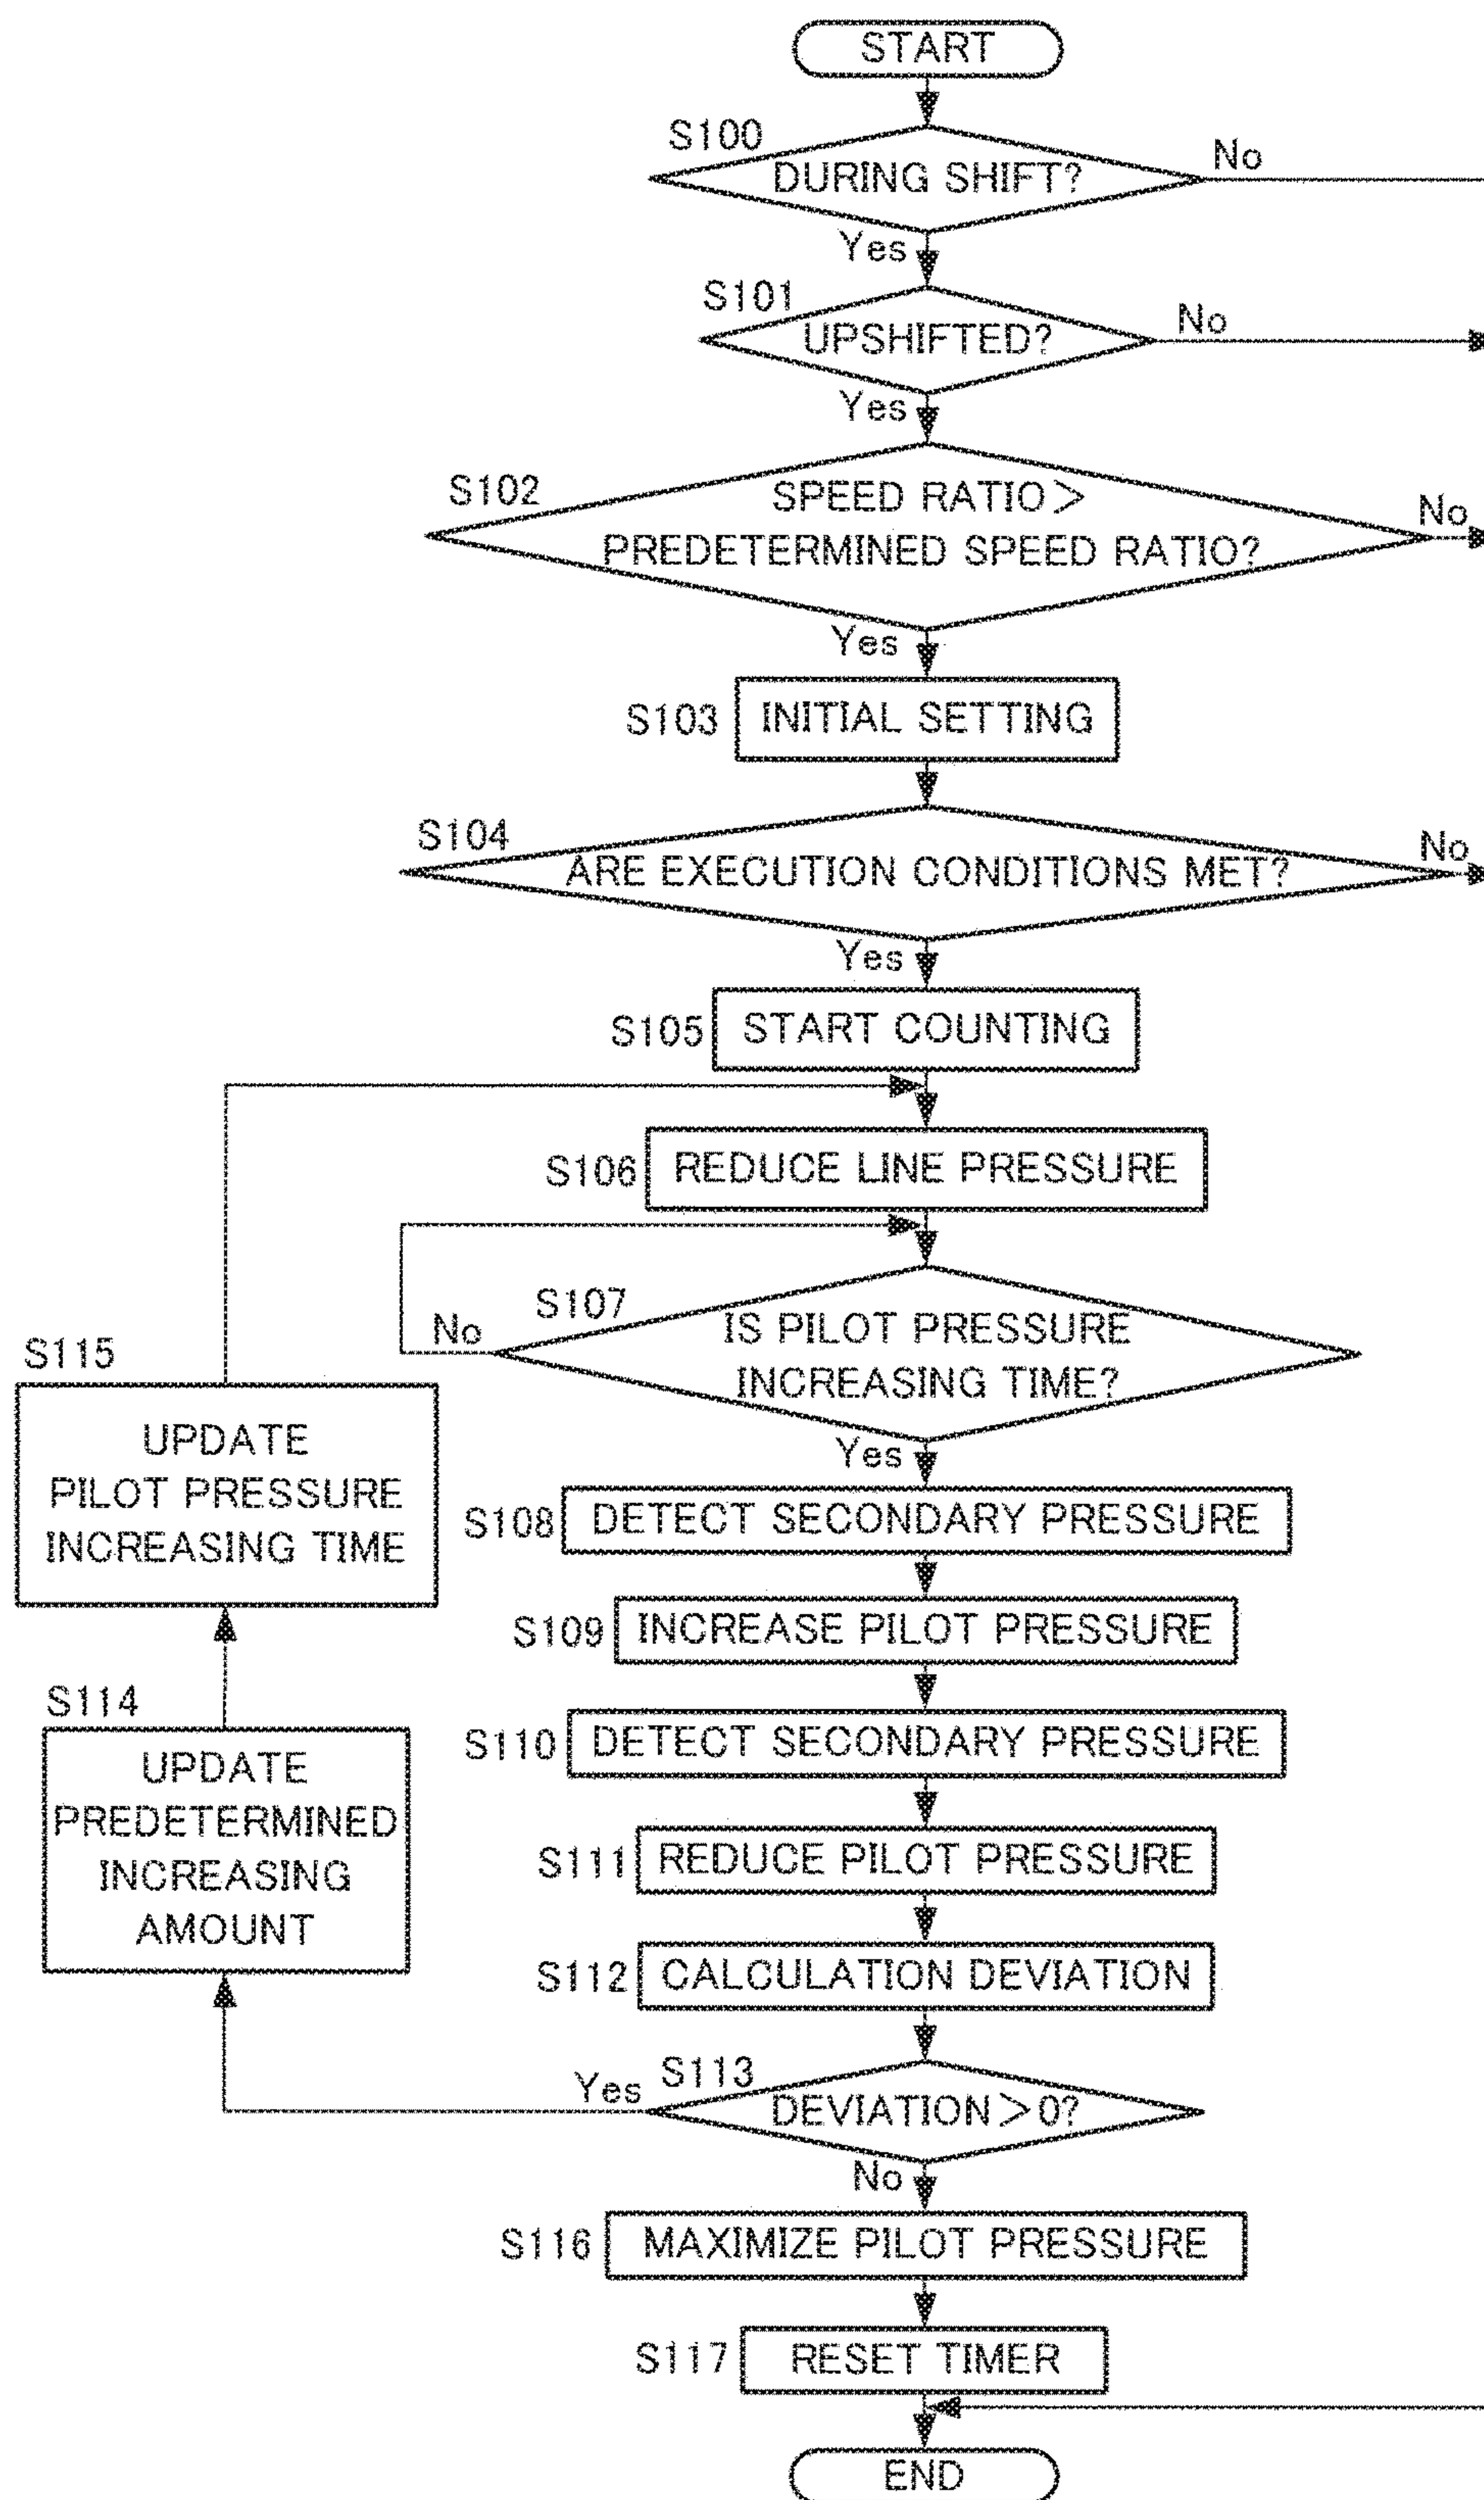 START
S100
DURING SHIFT?
No
Yes
S101
UPSHIFTED?
No
Yes
S102
SPEED RATIO>
PREDETERMINED SPEED RATIO?
No
Yes
S103
INITIAL SETTING
S104
ARE EXECUTION CONDITIONS MET?
No
Yes
S105
START COUNTING
S106
REDUCE LINE PRESSURE
S107
IS PILOT PRESSURE
INCREASING TIME?
No
Yes
S108
DETECT SECONDARY PRESSURE
S109
INCREASE PILOT PRESSURE
S110
DETECT SECONDARY PRESSURE
S111
REDUCE PILOT PRESSURE
S112
CALCULATION DEVIATION
S113
DEVIATION>0?
Yes
No
S114
UPDATE
PREDETERMINED
INCREASING
AMOUNT
S115
UPDATE
PILOT PRESSURE
INCREASING TIME
S116
MAXIMIZE PILOT PRESSURE
S117
RESET TIMER
END